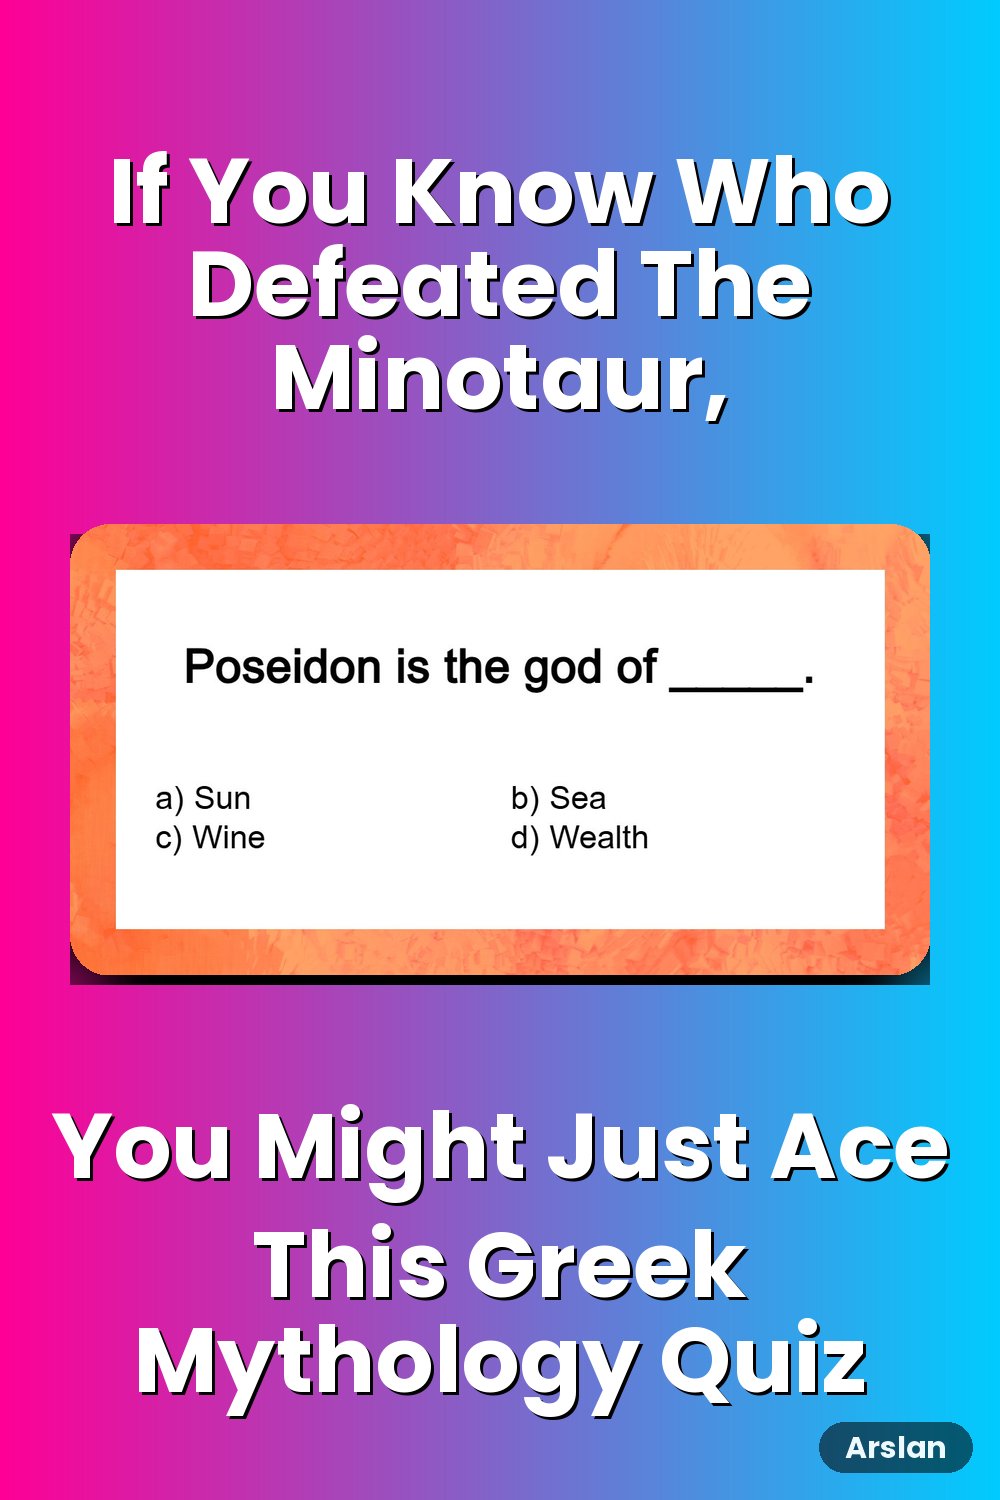 If You Know Who
Defeated The
Minotaur,
Poseidon is the god of _____.
a) Sun
b) Sea
c) Wine
d) Wealth
You Might Just Ace
This Greek
Mythology Quiz
Arslan